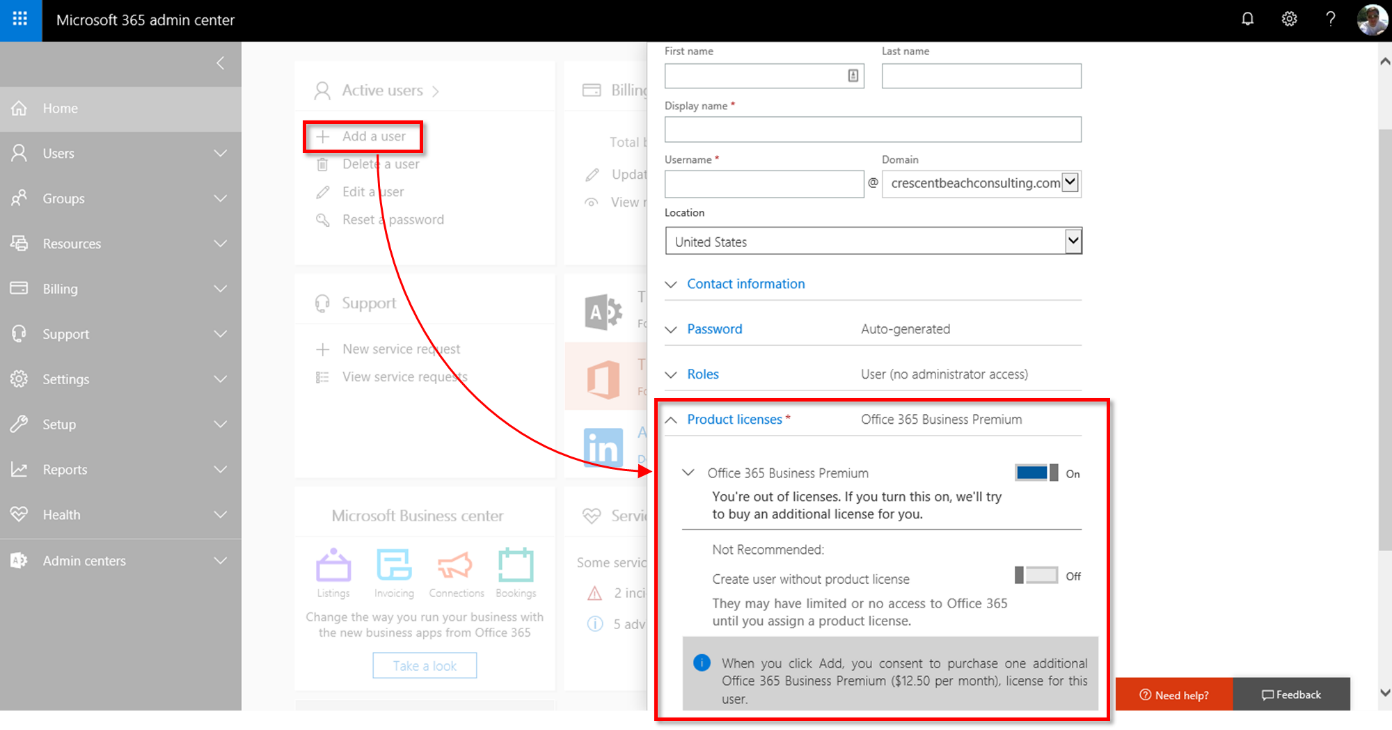 Microsoft 365 admin center
Home
Users
Groups
Resources
Billing
Support
Settings
Setup
Reports
Health
Admin centers
Active users
Add a user
Delete a user
Edit a user
Reset a password
Billing
Total b
Updat
View r
Support
New service request
View service requests
A
T
Fo
T
Fo
in
A
D
Microsoft Business center
Listings Invoicing Connections Bookings
Change the way you run your business with
the new business apps from Office 365
Take a look
Servic
Some servic
2 inci
5 adv
First name
Last name
Display name *
Username *
Domain
@ crescentbeachconsulting.com
Location
United States
Contact information
Password Auto-generated
Roles User (no administrator access)
Product licenses * Office 365 Business Premium
Office 365 Business Premium On
You're out of licenses. If you turn this on, we'll try
to buy an additional license for you.
Not Recommended:
Create user without product license Off
They may have limited or no access to Office 365
until you assign a product license.
When you click Add, you consent to purchase one additional
Office 365 Business Premium ($12.50 per month), license for this
user.
Need help?
Feedback